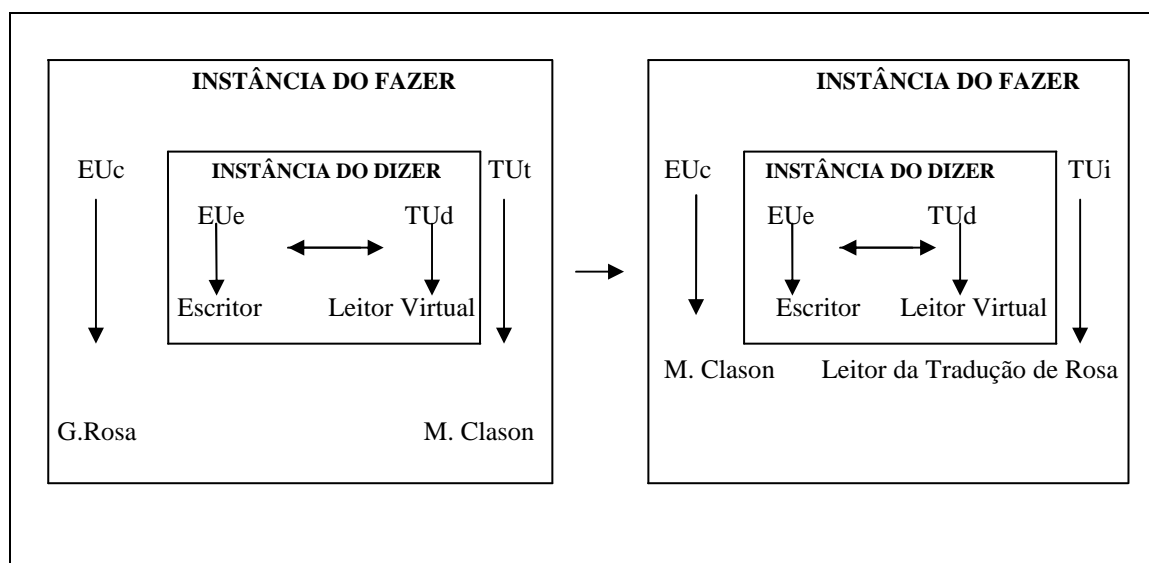 INSTÂNCIA DO FAZER
EUc
INSTÂNCIA DO DIZER
TUt
EUe
TUd
Escritor
Leitor Virtual
G.Rosa
M. Clason
INSTÂNCIA DO FAZER
EUc
INSTÂNCIA DO DIZER
TUi
EUe
TUd
Escritor
Leitor Virtual
M. Clason
Leitor da Tradução de Rosa